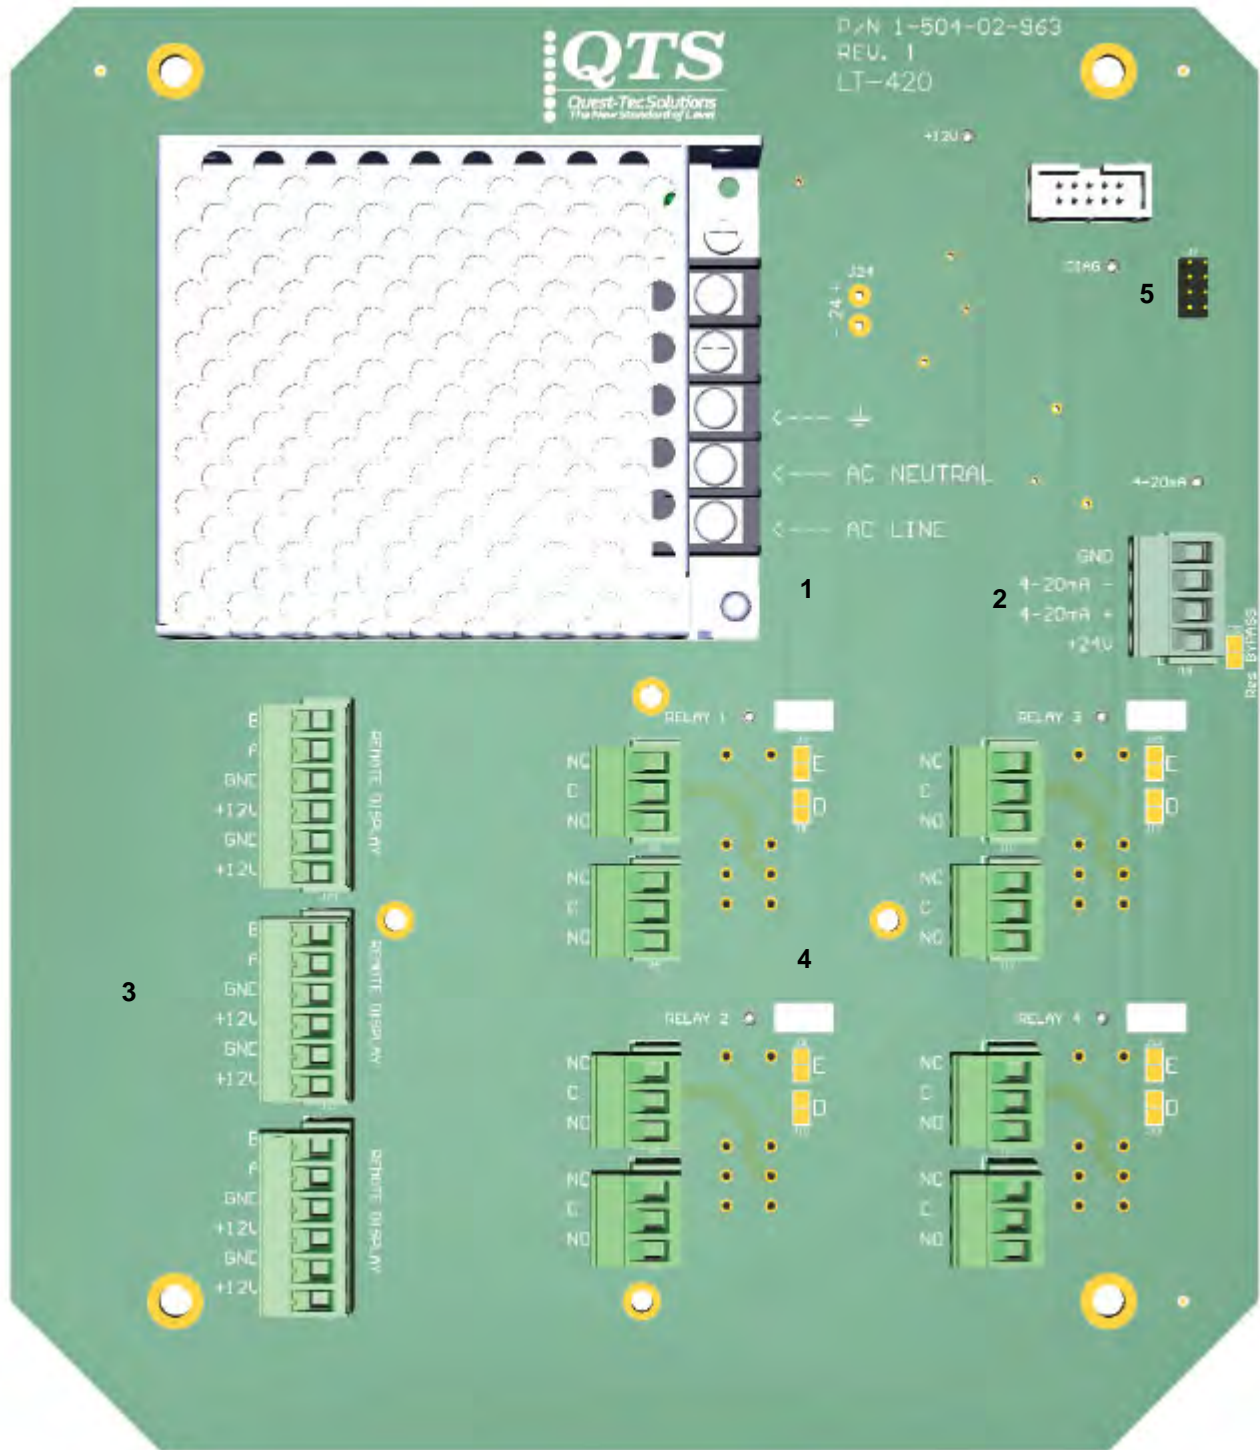 QTS
Quest-Tec Solutions
The New Standard of Level
P/N 1-504-02-963
REV. 1
LT-420
+12V
DIAG
5
J24
- 24 +
AC NEUTRAL
AC LINE
4-20mA
1
2
GND
4-20mA -
4-20mA +
+24V
Res BYPASS
B
A
GND
+12V
GND
+12V
REMOTE DISPLAY
3
B
A
GND
+12V
GND
+12V
REMOTE DISPLAY
B
A
GND
+12V
GND
+12V
REMOTE DISPLAY
RELAY 1
NC
C
NO
E
D
NC
C
NO
RELAY 3
NC
C
NO
E
D
NC
C
NO
4
RELAY 2
NC
C
NO
E
D
NC
C
NO
RELAY 4
NC
C
NO
E
D
NC
C
NO